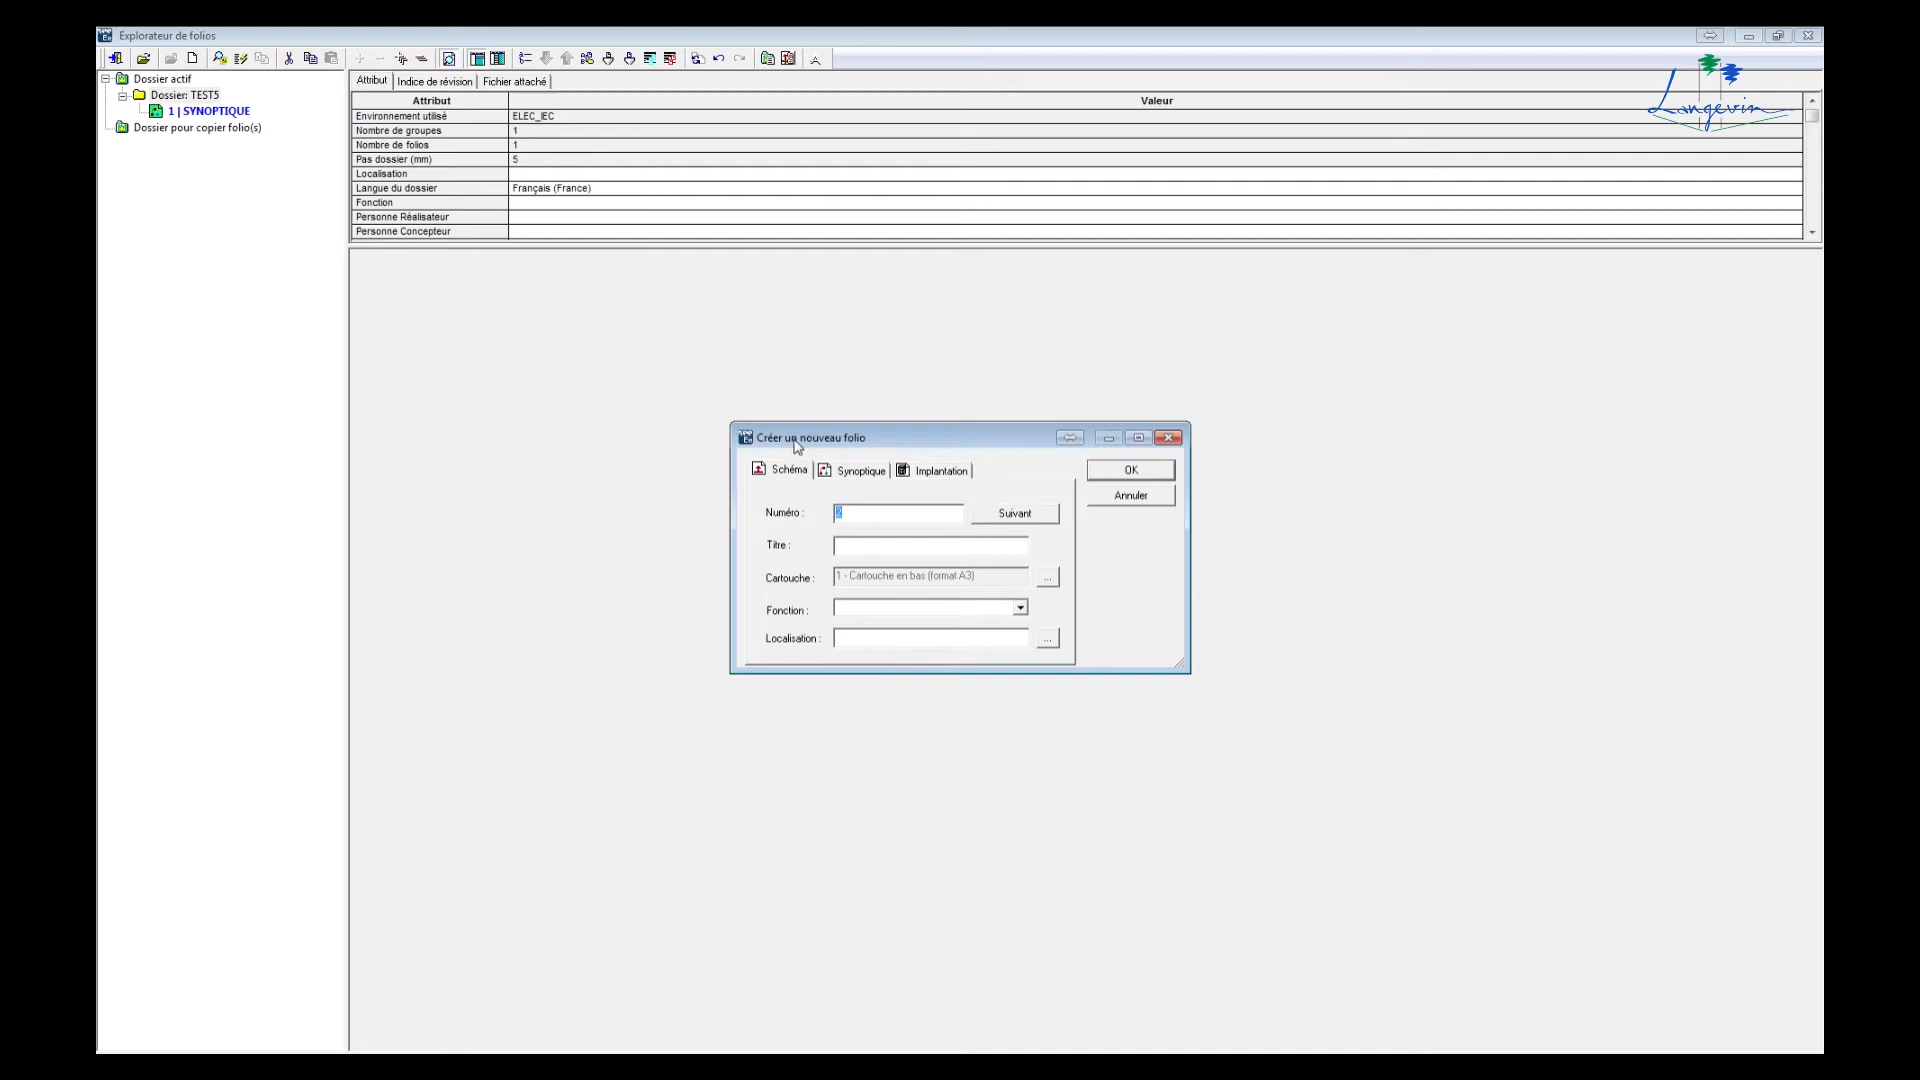 Explorateur de folios
Dossier actif
Dossier: TEST5
1 | SYNOPTIQUE
Dossier pour copier folio(s)
Attribut
Indice de révision
Fichier attaché
Attribut
Valeur
Environnement utilisé
ELEC_IEC
Nombre de groupes
1
Nombre de folios
1
Pas dossier (mm)
5
Localisation
Langue du dossier
Français (France)
Fonction
Personne Réalisateur
Personne Concepteur
Langevin
Créer un nouveau folio
Schéma
Synoptique
Implantation
OK
Annuler
Numéro :
2
Suivant
Titre :
Cartouche :
1 - Cartouche en bas (format A3)
...
Fonction :
Localisation :
...